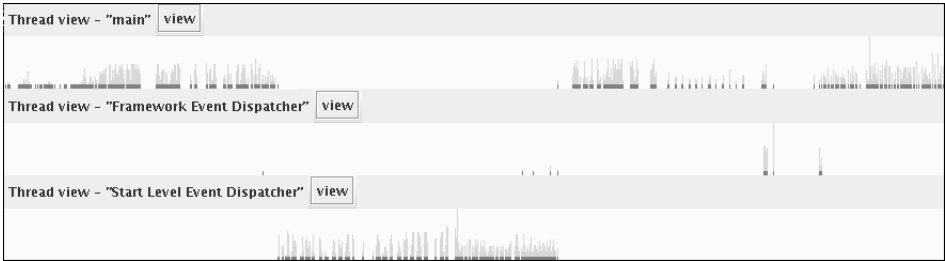 Thread view – "main" view
Thread view – "Framework Event Dispatcher" view
Thread view – "Start Level Event Dispatcher" view